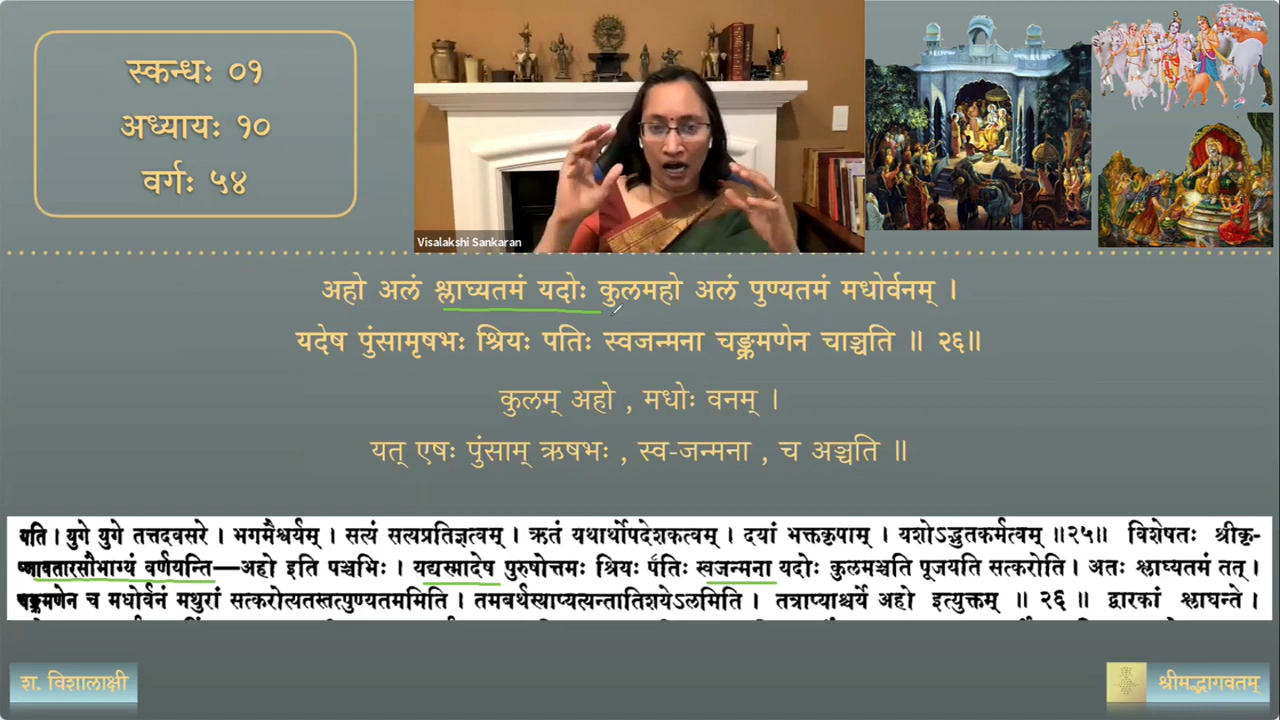 स्कन्धः ०१
अध्यायः १०
वर्गः ५४
Visalakshi Sankaran
अहो अलं श्लाघ्यतमं यदोः कुलमहो अलं पुण्यतमं मधोर्वनम् ।
यदेष पुंसामृषभः श्रियः पतिः स्वजन्मना चङ्क्रमणेन चाञ्चति ॥ २६॥
कुलम् अहो , मधोः वनम् ।
यत् एषः पुंसाम् ऋषभः , स्व-जन्मना , च अञ्चति ॥
युगे युगे तत्तदवसरे । भगमैश्वर्यम् । सत्यं सत्यप्रतिज्ञत्वम् । ऋतं यथार्थोपदेशकत्वम् । दयां भक्तकृपाम् । यशोऽद्भुतकर्मत्वम् ॥२५॥ विशेषतः श्रीकृ-
ष्णावतारसौभाग्यं वर्णयन्ति—अहो इति पञ्चभिः । यद्यस्मादेष पुरुषोत्तमः श्रियः पतिः स्वजन्मना यदोः कुलमञ्चति पूजयति सत्करोति । अतः श्लाघ्यतमं तत् ।
चङ्क्रमणेन च मधोर्वनं मथुरां सत्करोत्यतस्तत्पुण्यतममिति । तमबर्थस्याप्यत्यन्तातिशयेऽलमिति । तत्राप्याश्चर्ये अहो इत्युक्तम् ॥ २६ ॥ द्वारकां श्लाघन्ते ।
श. विशालाक्षी
श्रीमद्भागवतम्